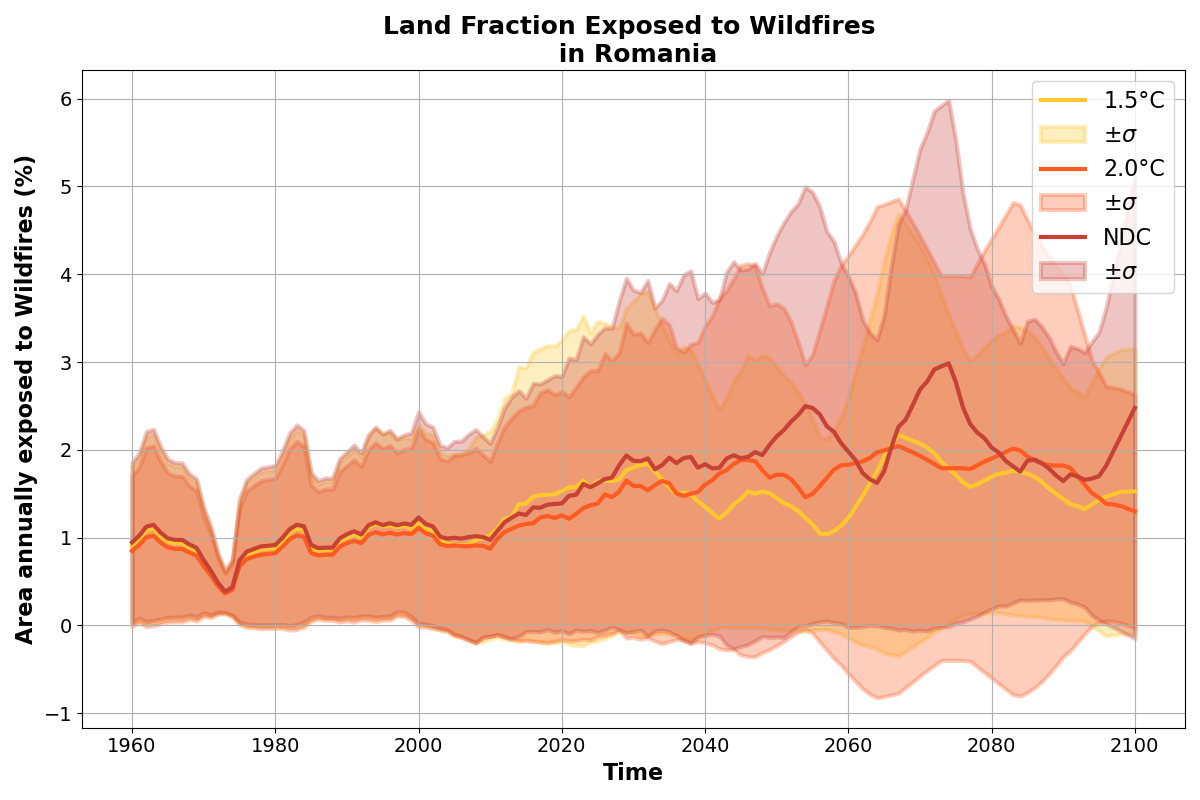 Land Fraction Exposed to Wildfires
in Romania
Area annually exposed to Wildfires (%)
6
5
4
3
2
1
0
−1
1960
1980
2000
2020
2040
2060
2080
2100
Time
1.5°C
±σ
2.0°C
±σ
NDC
±σ